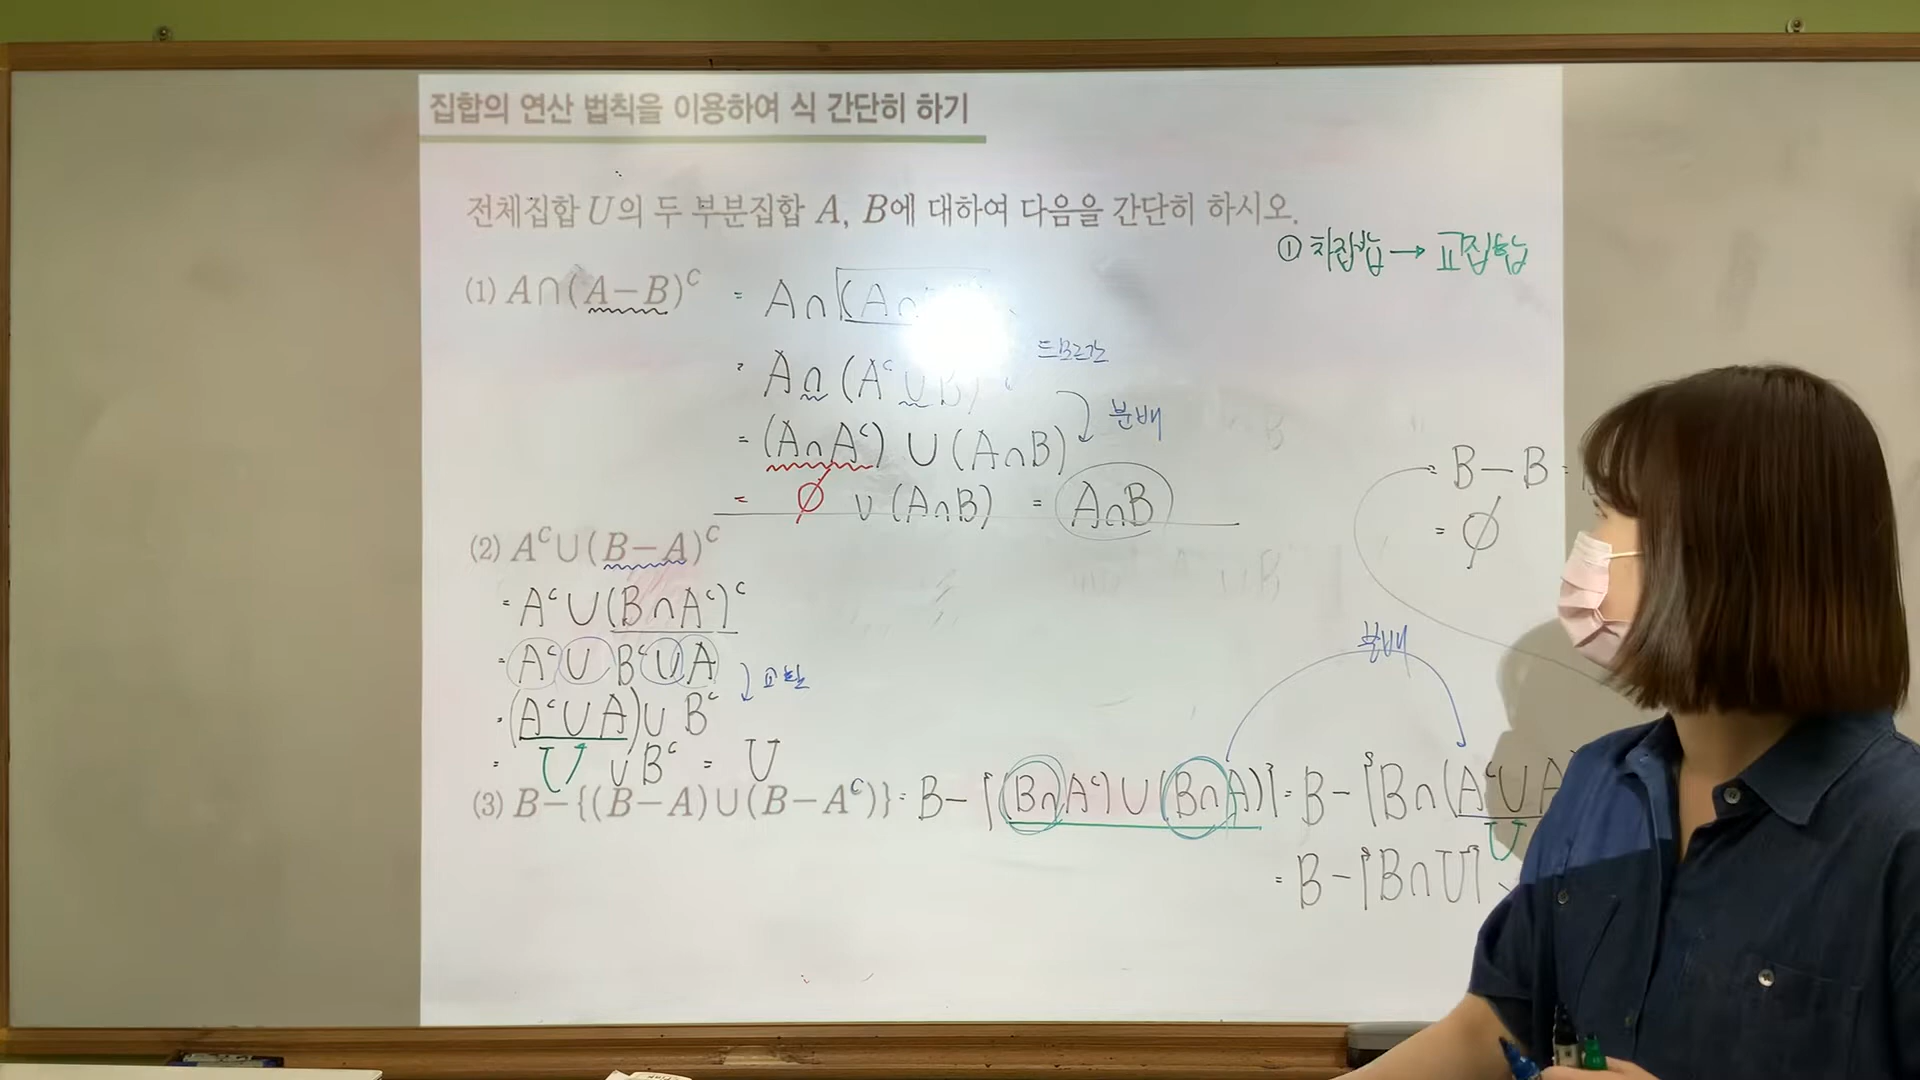 집합의 연산 법칙을 이용하여 식 간단히 하기
전체집합 U의 두 부분집합 A, B에 대하여 다음을 간단히 하시오.
① 차집합 → 교집합
(1) A∩(A−B)^C = A∩(A∩
= A∩(A^c∪B) 드모르간
= (A∩A^c) ∪ (A∩B) 분배
= ∅ ∪ (A∩B) = A∩B
(2) A^C∪(B−A)^C
= A^c∪(B∩A^c)^c
= A^c∪B^c∪A 교환
= (A^c∪A)∪B^c
= U ∪B^c = U
(3) B−{(B−A)∪(B−A^C)} = B−{(B∩A^c)∪(B∩A)} = B−{B∩(A^c∪A
분배
U
= B−{B∩U}
= B−B =
= ∅